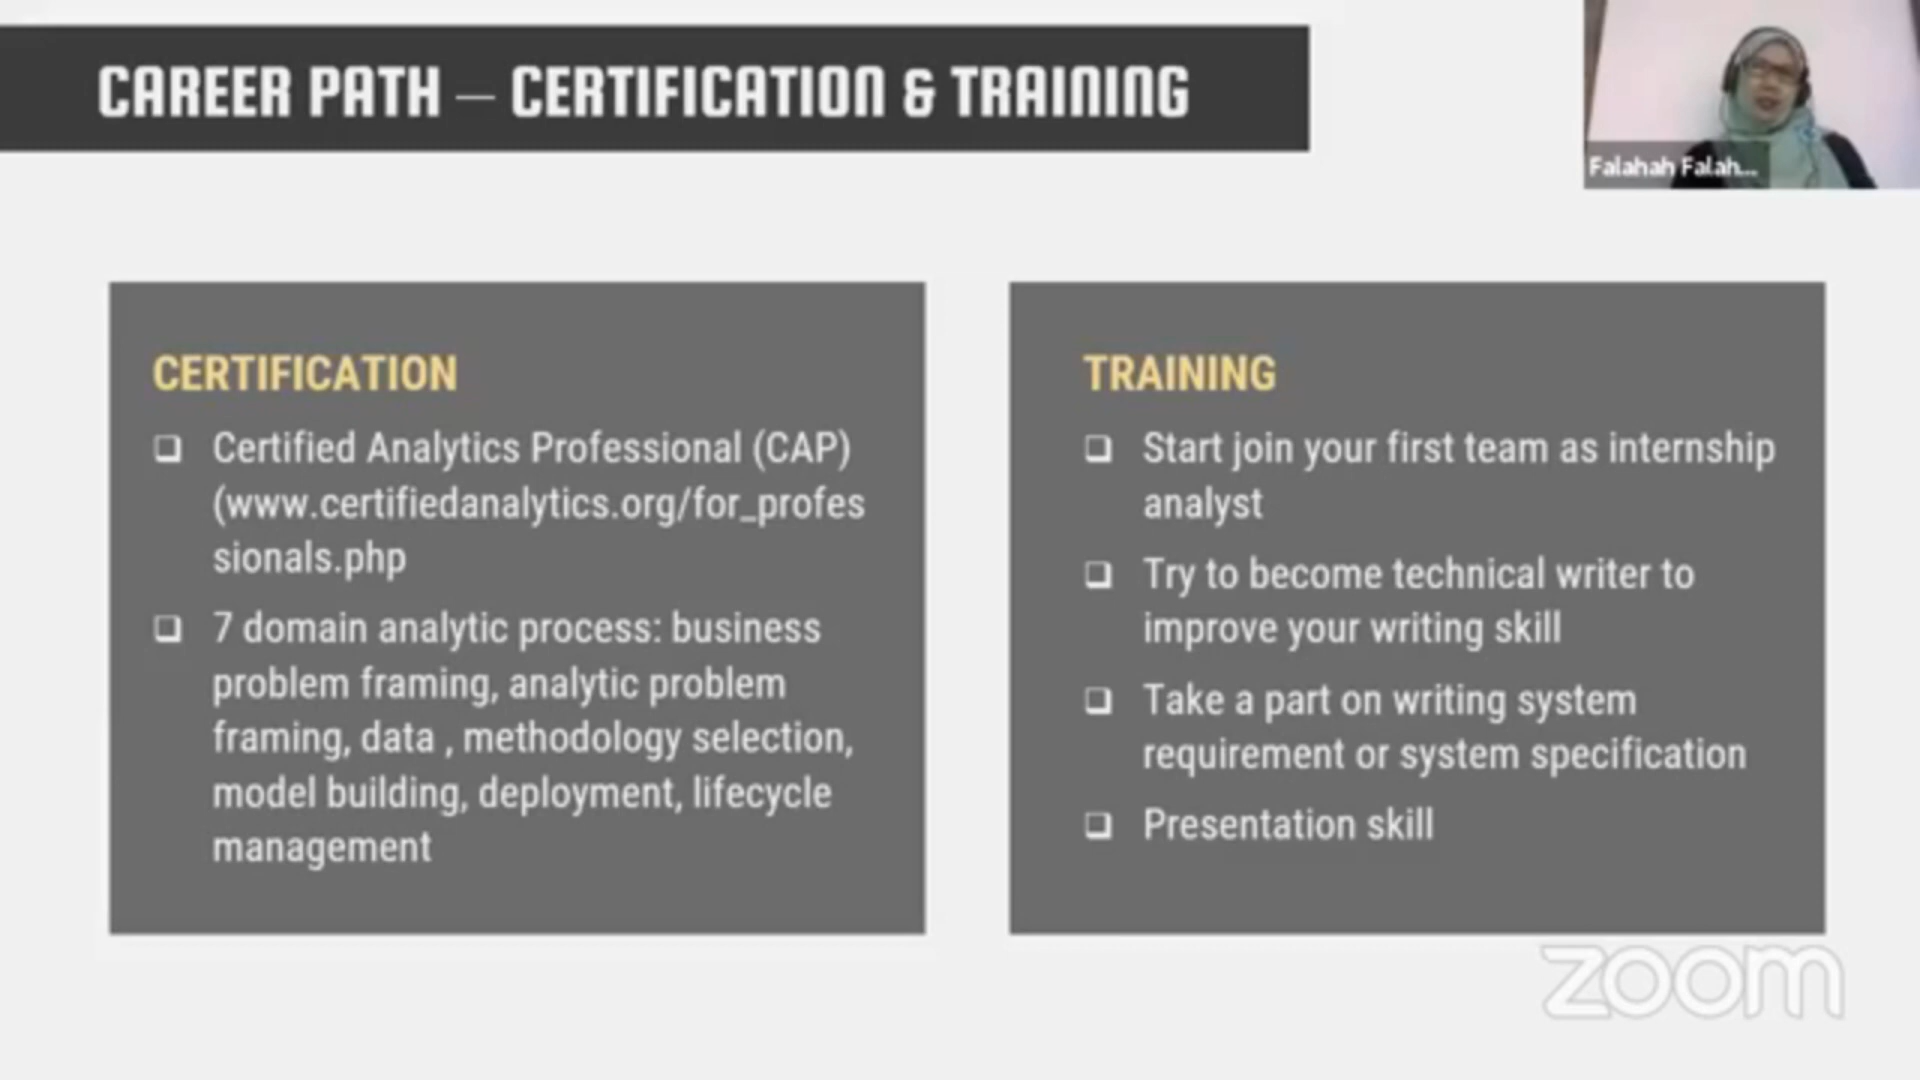 CAREER PATH – CERTIFICATION & TRAINING
Falahah Falah...
CERTIFICATION
❑ Certified Analytics Professional (CAP)
(www.certifiedanalytics.org/for_profes
sionals.php
❑ 7 domain analytic process: business
problem framing, analytic problem
framing, data , methodology selection,
model building, deployment, lifecycle
management
TRAINING
❑ Start join your first team as internship
analyst
❑ Try to become technical writer to
improve your writing skill
❑ Take a part on writing system
requirement or system specification
❑ Presentation skill
zoom